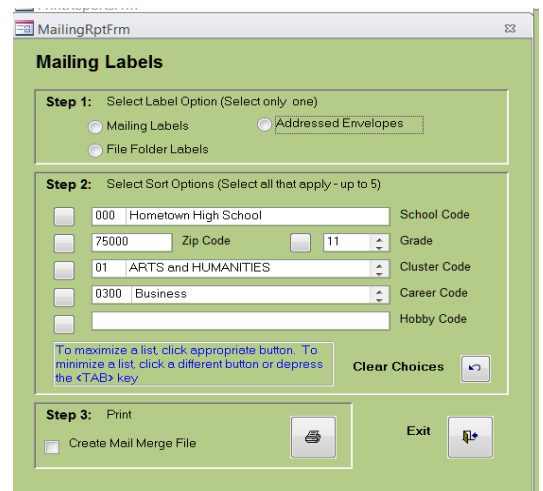 MailingRptFrm
Mailing Labels
Step 1: Select Label Option (Select only one)
Mailing Labels
Addressed Envelopes
File Folder Labels
Step 2: Select Sort Options (Select all that apply - up to 5)
000 Hometown High School School Code
75000 Zip Code 11 Grade
01 ARTS and HUMANITIES Cluster Code
0300 Business Career Code
Hobby Code
To maximize a list, click appropriate button. To
minimize a list, click a different button or depress
the <TAB> key
Clear Choices
Step 3: Print
Create Mail Merge File
Exit